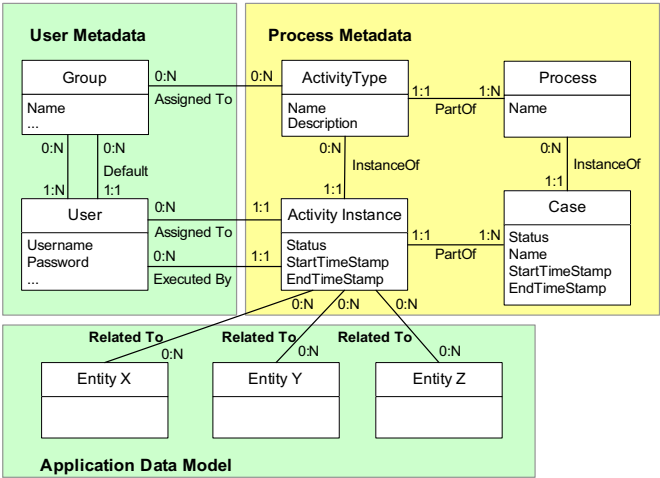 User Metadata
Process Metadata
Group
Name
...
0:N
0:N
Assigned To
ActivityType
Name
Description
1:1
1:N
PartOf
Process
Name
0:N
0:N
Default
1:N
1:1
0:N
InstanceOf
1:1
0:N
InstanceOf
1:1
User
Username
Password
...
0:N
1:1
Assigned To
0:N
1:1
Executed By
Activity Instance
Status
StartTimeStamp
EndTimeStamp
1:1
1:N
PartOf
Case
Status
Name
StartTimeStamp
EndTimeStamp
0:N
0:N
0:N
Related To
Related To
Related To
0:N
0:N
0:N
Entity X
Entity Y
Entity Z
Application Data Model